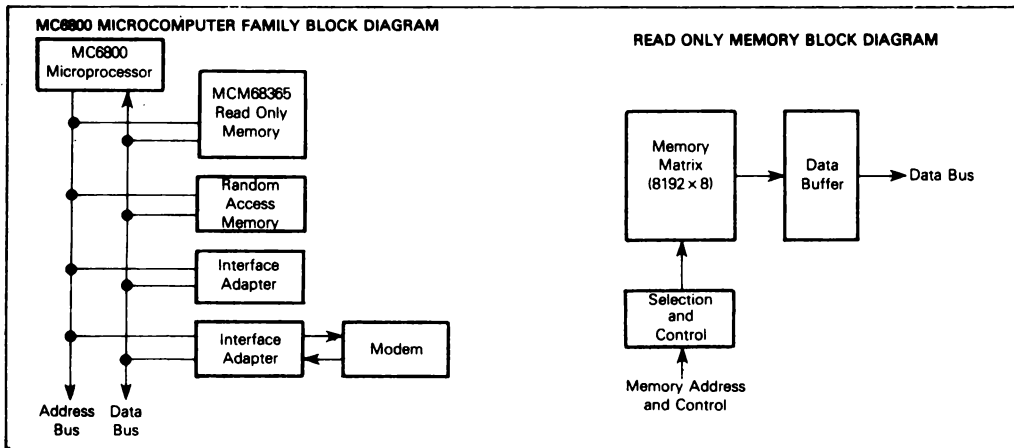 MC6800 MICROCOMPUTER FAMILY BLOCK DIAGRAM
MC6800
Microprocessor
MCM68365
Read Only
Memory
Random
Access
Memory
Interface
Adapter
Interface
Adapter
Modem
Address
Bus
Data
Bus
READ ONLY MEMORY BLOCK DIAGRAM
Memory
Matrix
(8192 × 8)
Data
Buffer
Data Bus
Selection
and
Control
Memory Address
and Control